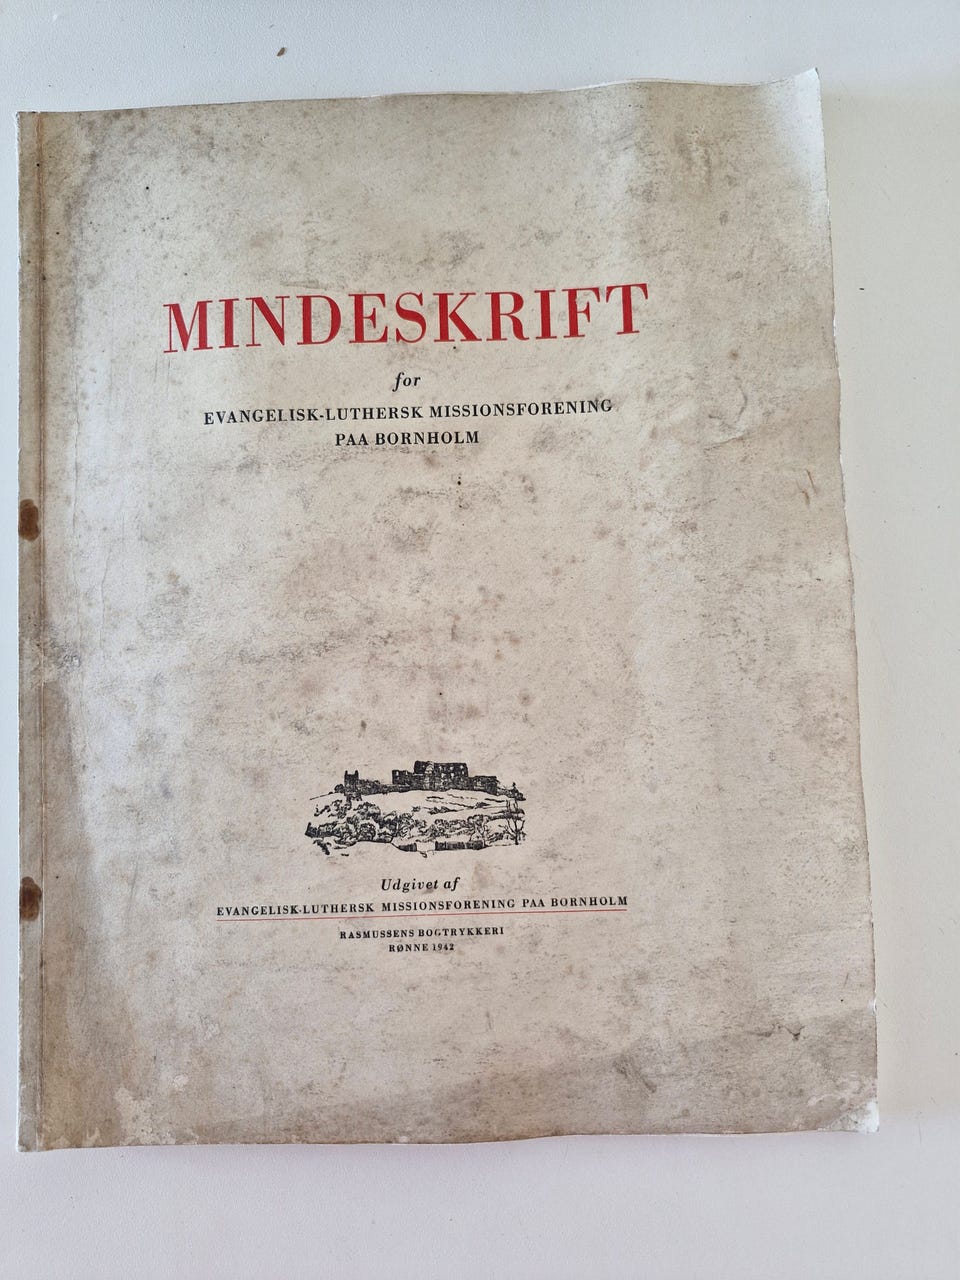 MINDESKRIFT
for
EVANGELISK-LUTHERSK MISSIONSFORENING
PAA BORNHOLM
Udgivet af
EVANGELISK-LUTHERSK MISSIONSFORENING PAA BORNHOLM
RASMUSSENS BOGTRYKKERI
RØNNE 1942